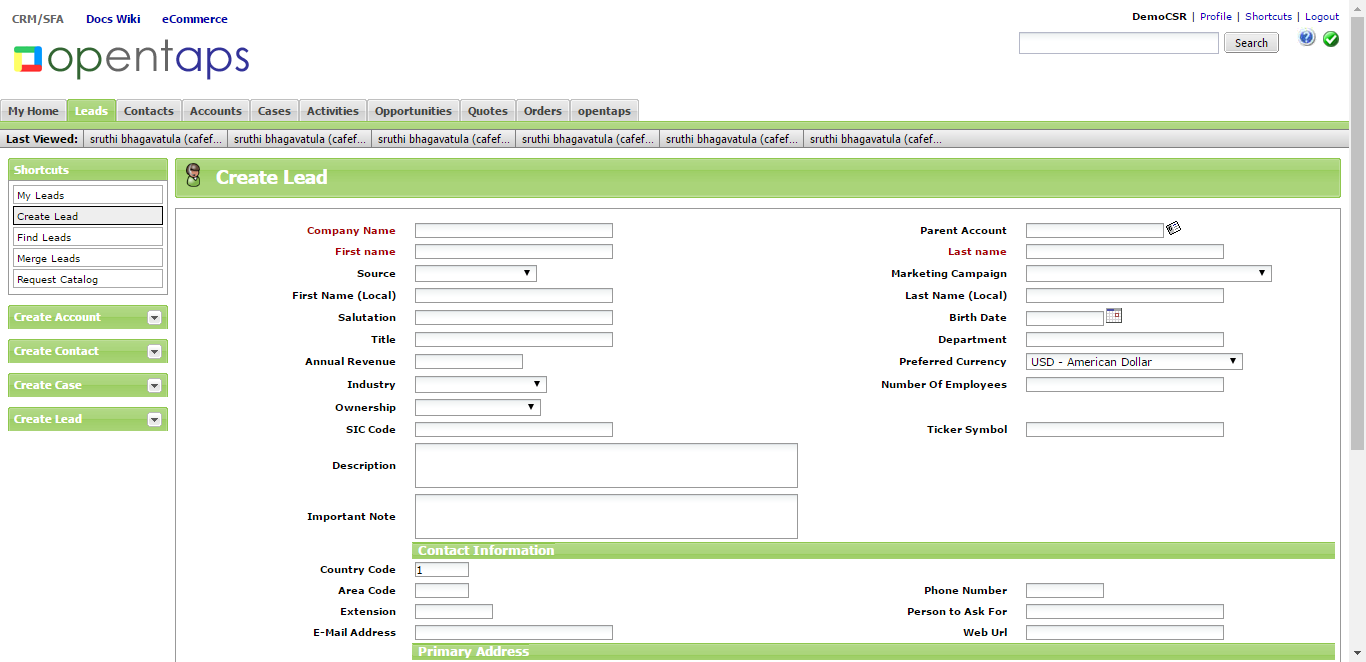 CRM/SFA Docs Wiki eCommerce
DemoCSR | Profile | Shortcuts | Logout
opentaps
Search
?
My Home Leads Contacts Accounts Cases Activities Opportunities Quotes Orders opentaps
Last Viewed: sruthi bhagavatula (cafef... sruthi bhagavatula (cafef... sruthi bhagavatula (cafef... sruthi bhagavatula (cafef... sruthi bhagavatula (cafef... sruthi bhagavatula (cafef...
Shortcuts
My Leads
Create Lead
Find Leads
Merge Leads
Request Catalog
Create Account
Create Contact
Create Case
Create Lead
Create Lead
Company Name Parent Account
First name Last name
Source Marketing Campaign
First Name (Local) Last Name (Local)
Salutation Birth Date
Title Department
Annual Revenue Preferred Currency USD - American Dollar
Industry Number Of Employees
Ownership
SIC Code Ticker Symbol
Description
Important Note
Contact Information
Country Code 1
Area Code Phone Number
Extension Person to Ask For
E-Mail Address Web Url
Primary Address